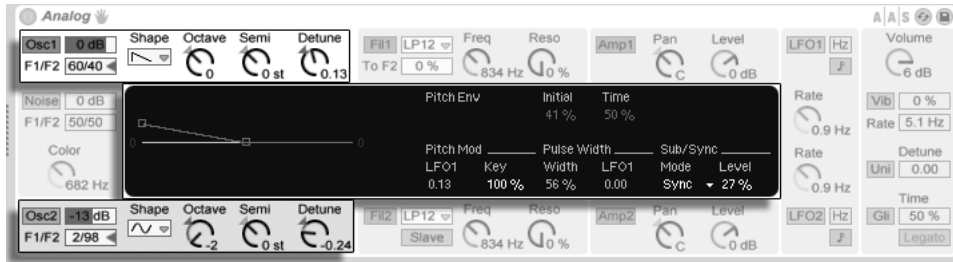 Analog
A|A|S
Osc1 0 dB Shape Octave Semi Detune
F1/F2 60/40 0 0 st 0.13
Fil1 LP12 Freq Reso
To F2 0 % 834 Hz 0 %
Amp1 Pan Level
C 0 dB
LFO1 Hz
Volume
-6 dB
Noise 0 dB
F1/F2 50/50
Color
682 Hz
0 0
Pitch Env Initial Time
41 % 50 %
Pitch Mod Pulse Width Sub/Sync
LFO1 Key Width LFO1 Mode Level
0.13 100 % 56 % 0.00 Sync 27 %
Rate
0.9 Hz
Rate
0.9 Hz
Vib 0 %
Rate 5.1 Hz
Detune
Uni 0.00
Time
Gli 50 %
Legato
Osc2 -13 dB Shape Octave Semi Detune
F1/F2 2/98 -2 0 st -0.24
Fil2 LP12 Freq Reso
Slave 834 Hz 0 %
Amp2 Pan Level
C 0 dB
LFO2 Hz